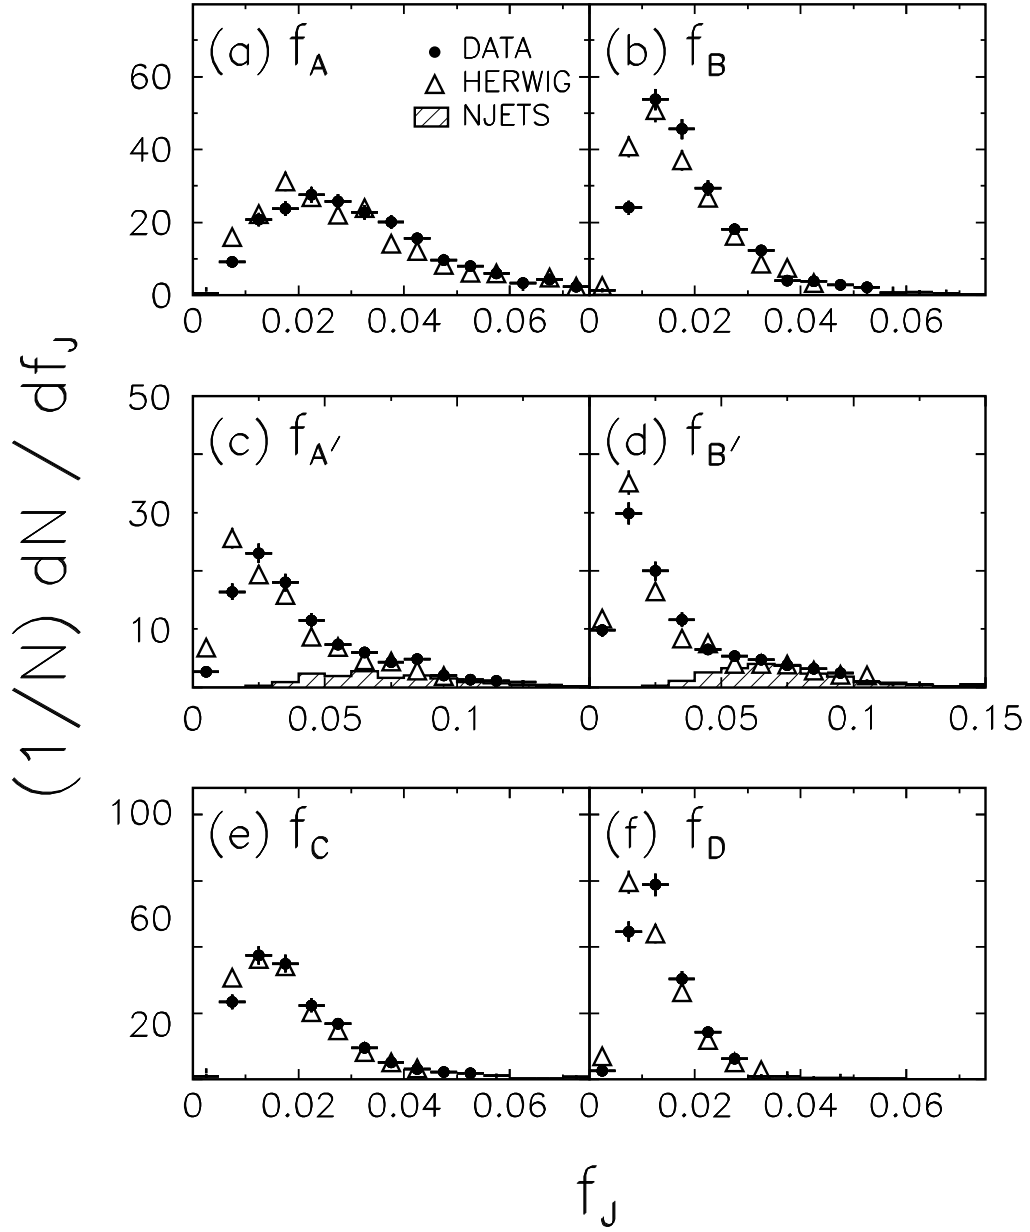 (a) f_A
DATA
HERWIG
NJETS
(b) f_B
60
40
20
0
0 0.02 0.04 0.06 0 0.02 0.04 0.06
(1/N) dN / df_J
(c) f_A′
(d) f_B′
50
30
10
0 0.05 0.1 0 0.05 0.1 0.15
(e) f_C
(f) f_D
100
60
20
0 0.02 0.04 0.06 0 0.02 0.04 0.06
f_J